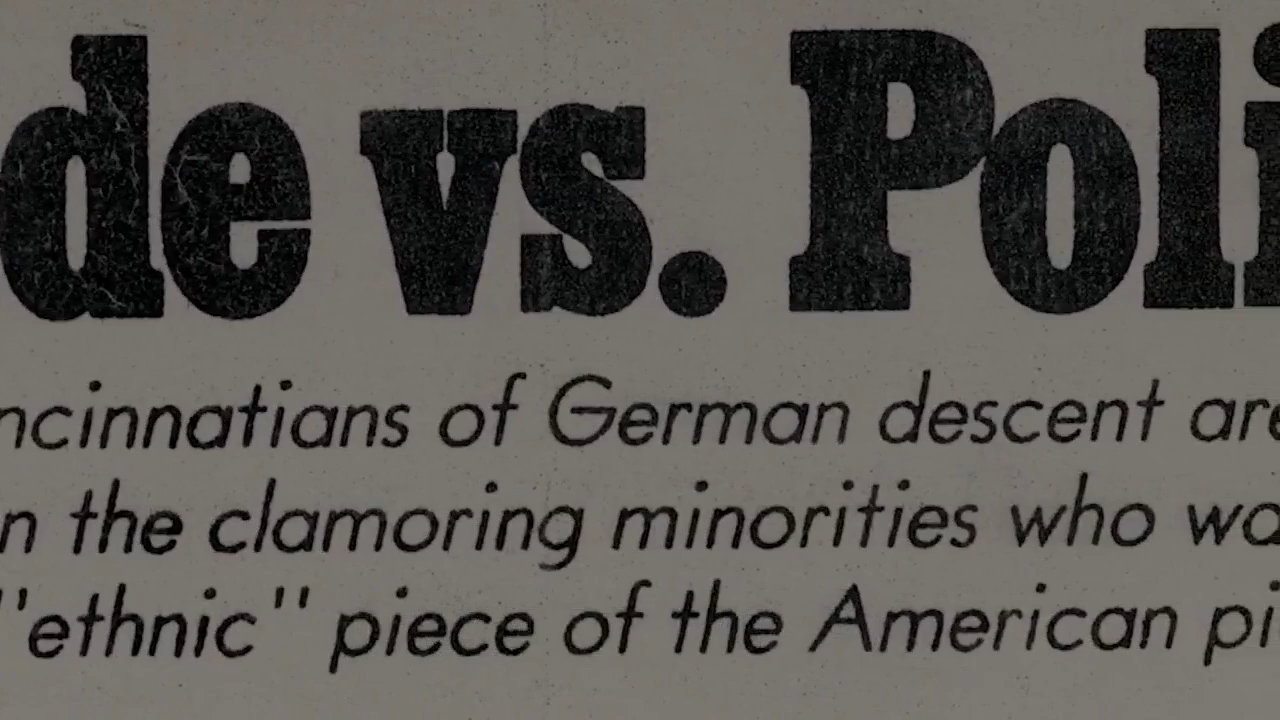 de vs. Poli
ncinnatians of German descent are
n the clamoring minorities who wa
"ethnic" piece of the American pi